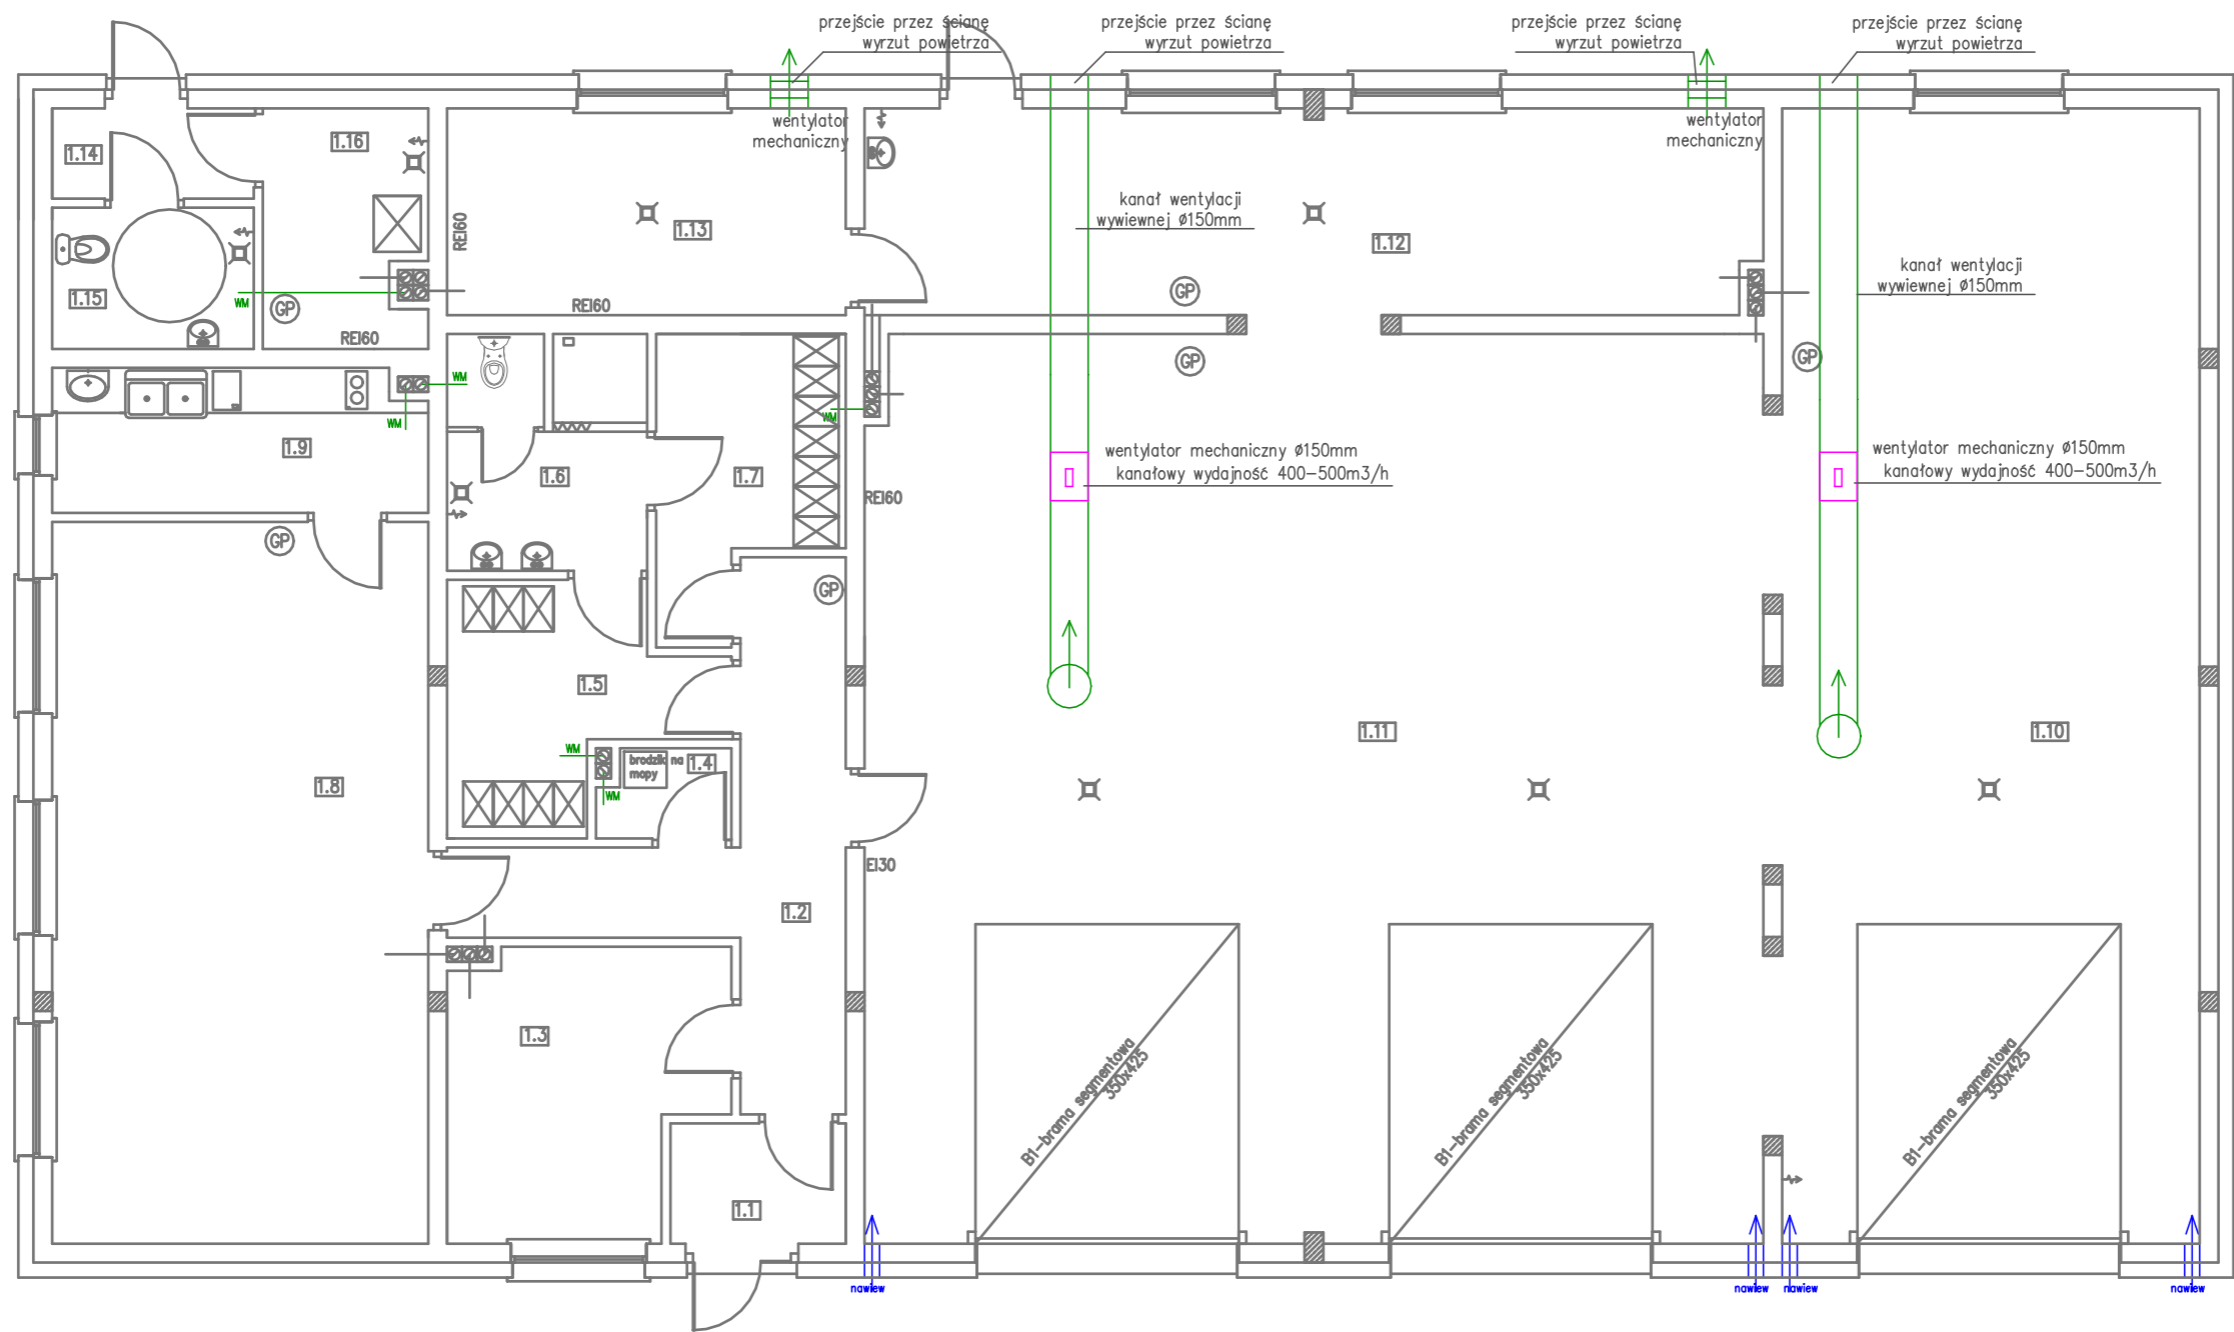 przejście przez ścianę
wyrzut powietrza
przejście przez ścianę
wyrzut powietrza
przejście przez ścianę
wyrzut powietrza
przejście przez ścianę
wyrzut powietrza
wentylator
mechaniczny
wentylator
mechaniczny
1.14
1.16
1.13
1.12
1.15
REI60
REI60
REI60
WM
GP
GP
GP
GP
kanał wentylacji
wywiewnej ø150mm
kanał wentylacji
wywiewnej ø150mm
WM
WM
WM
1.9
1.6
1.7
REI60
wentylator mechaniczny ø150mm
kanałowy wydajność 400-500m3/h
wentylator mechaniczny ø150mm
kanałowy wydajność 400-500m3/h
GP
GP
1.5
WM
brodzik na
mopy
1.4
WM
1.8
1.11
1.10
EI30
1.2
1.3
1.1
B1-brama segmentowa
350x425
B1-brama segmentowa
350x425
B1-brama segmentowa
350x425
nawiew
nawiew
nawiew
nawiew